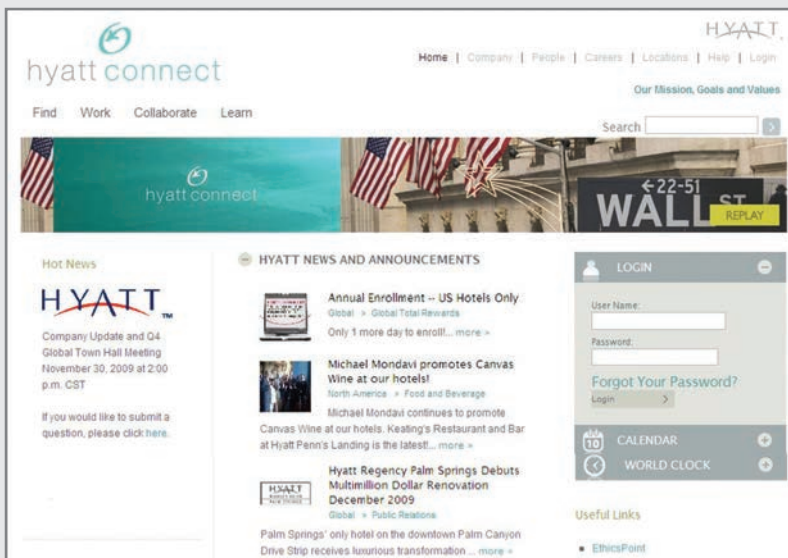 HYATT
hyatt connect
Home | Company | People | Careers | Locations | Help | Login
Our Mission, Goals and Values
Find Work Collaborate Learn
Search
hyatt connect
←22-51
WALL ST
REPLAY
Hot News
HYATT™
Company Update and Q4
Global Town Hall Meeting
November 30, 2009 at 2:00
p.m. CST
If you would like to submit a
question, please click here.
HYATT NEWS AND ANNOUNCEMENTS
Annual Enrollment -- US Hotels Only
Global » Global Total Rewards
Only 1 more day to enroll!... more »
Michael Mondavi promotes Canvas
Wine at our hotels!
North America » Food and Beverage
Michael Mondavi continues to promote
Canvas Wine at our hotels. Keating's Restaurant and Bar
at Hyatt Penn's Landing is the latest!... more »
HYATT
Hyatt Regency Palm Springs Debuts
Multimillion Dollar Renovation
December 2009
Global » Public Relations
Palm Springs' only hotel on the downtown Palm Canyon
Drive Strip receives luxurious transformation ... more »
LOGIN
User Name:
Password:
Forgot Your Password?
Login >
10 CALENDAR
WORLD CLOCK
Useful Links
EthicsPoint